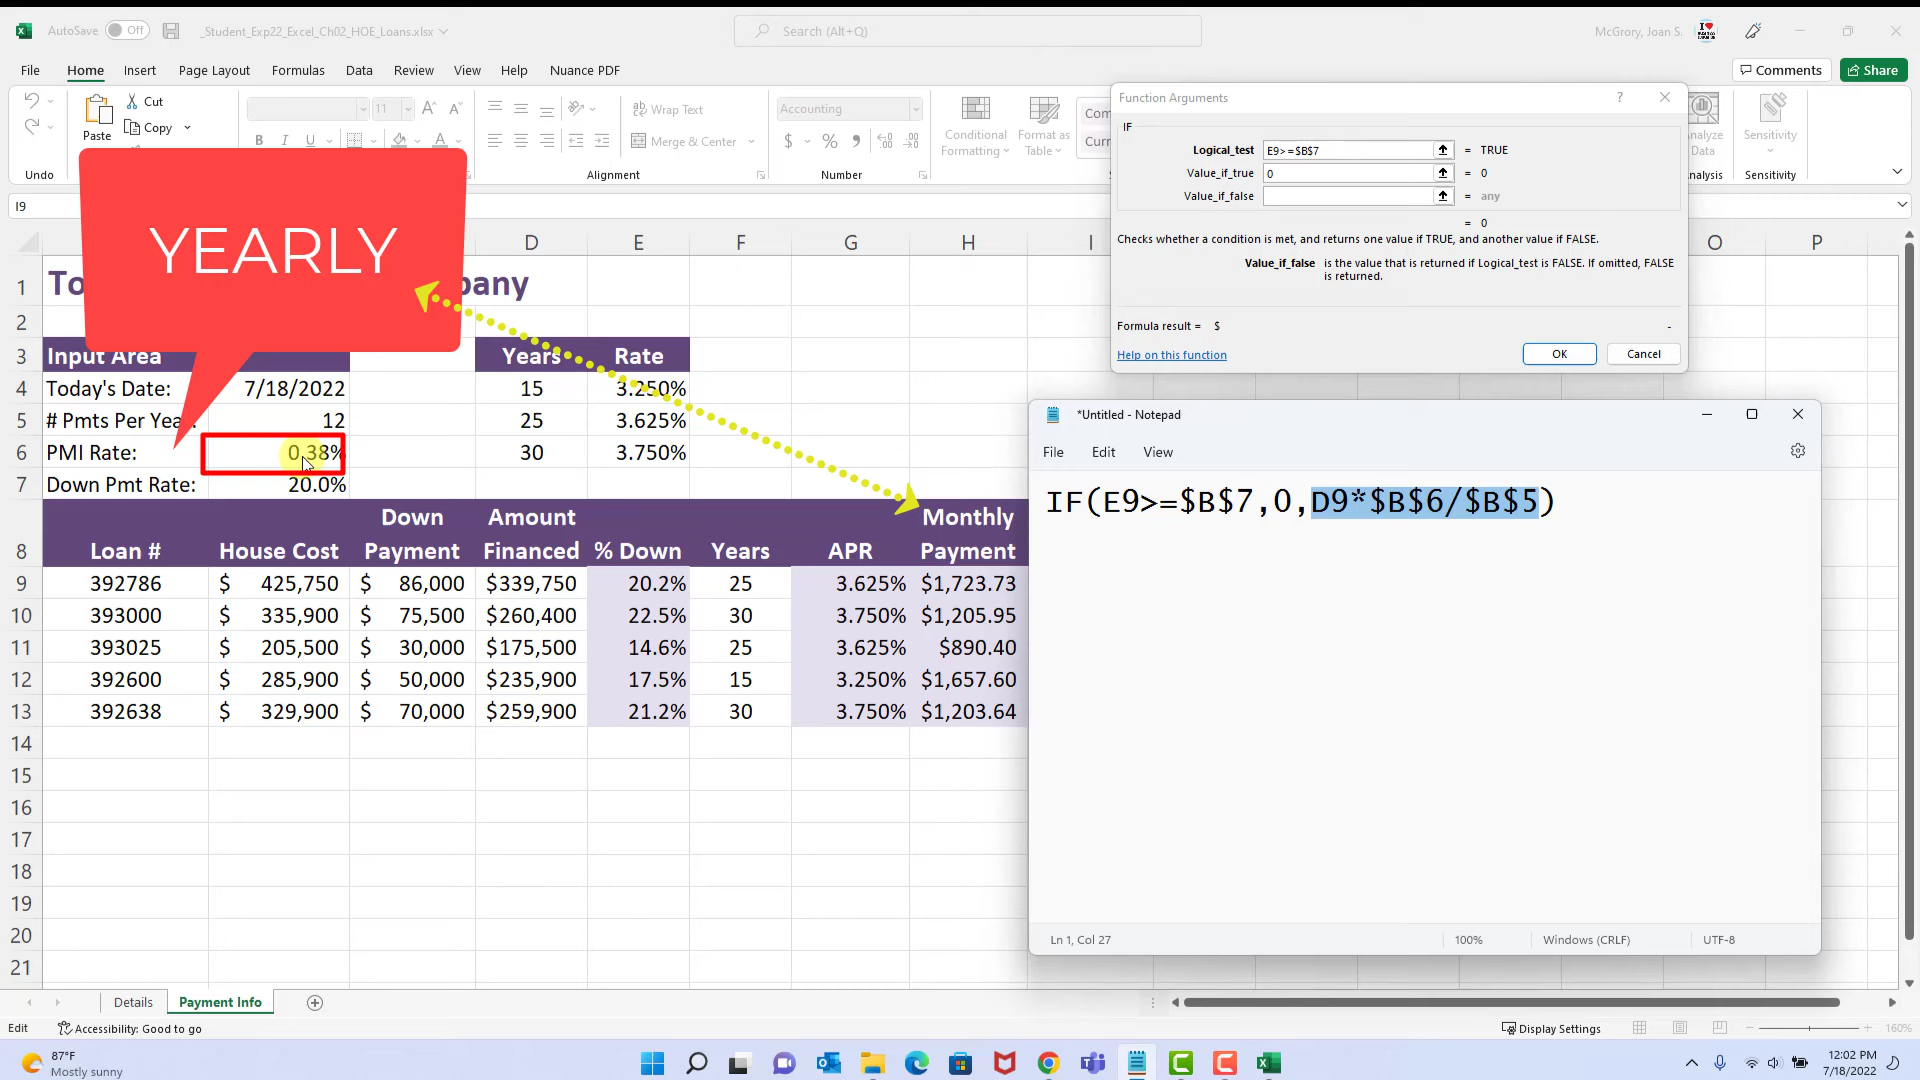 AutoSave Off _Student_Exp22_Excel_Ch02_HOE_Loans.xlsx Search (Alt+Q) McGrory, Joan S.
File Home Insert Page Layout Formulas Data Review View Help Nuance PDF Comments Share
Paste Cut Copy 11 B I U A Wrap Text Merge & Center Accounting $ % Conditional Formatting Format as Table Sensitivity
Undo Alignment Number Sensitivity
I9
YEARLY
Function Arguments ?
IF
Logical_test E9>=$B$7 = TRUE
Value_if_true 0 = 0
Value_if_false = any
= 0
Checks whether a condition is met, and returns one value if TRUE, and another value if FALSE.
Value_if_false is the value that is returned if Logical_test is FALSE. If omitted, FALSE
is returned.
Formula result = $ -
Help on this function OK Cancel
D E F G H I O P
1
2
3 Input Area Years Rate
4 Today's Date: 7/18/2022 15 3.250%
5 # Pmts Per Year 12 25 3.625%
6 PMI Rate: 0.38% 30 3.750%
7 Down Pmt Rate: 20.0%
8 Loan # House Cost Down Payment Amount Financed % Down Years APR Monthly Payment
9 392786 $ 425,750 $ 86,000 $339,750 20.2% 25 3.625% $1,723.73
10 393000 $ 335,900 $ 75,500 $260,400 22.5% 30 3.750% $1,205.95
11 393025 $ 205,500 $ 30,000 $175,500 14.6% 25 3.625% $890.40
12 392600 $ 285,900 $ 50,000 $235,900 17.5% 15 3.250% $1,657.60
13 392638 $ 329,900 $ 70,000 $259,900 21.2% 30 3.750% $1,203.64
14
15
16
17
18
19
20
21
*Untitled - Notepad
File Edit View
IF(E9>=$B$7,0,D9*$B$6/$B$5)
Ln 1, Col 27 100% Windows (CRLF) UTF-8
Details Payment Info
Edit Accessibility: Good to go Display Settings 160%
87°F
Mostly sunny
12:02 PM
7/18/2022